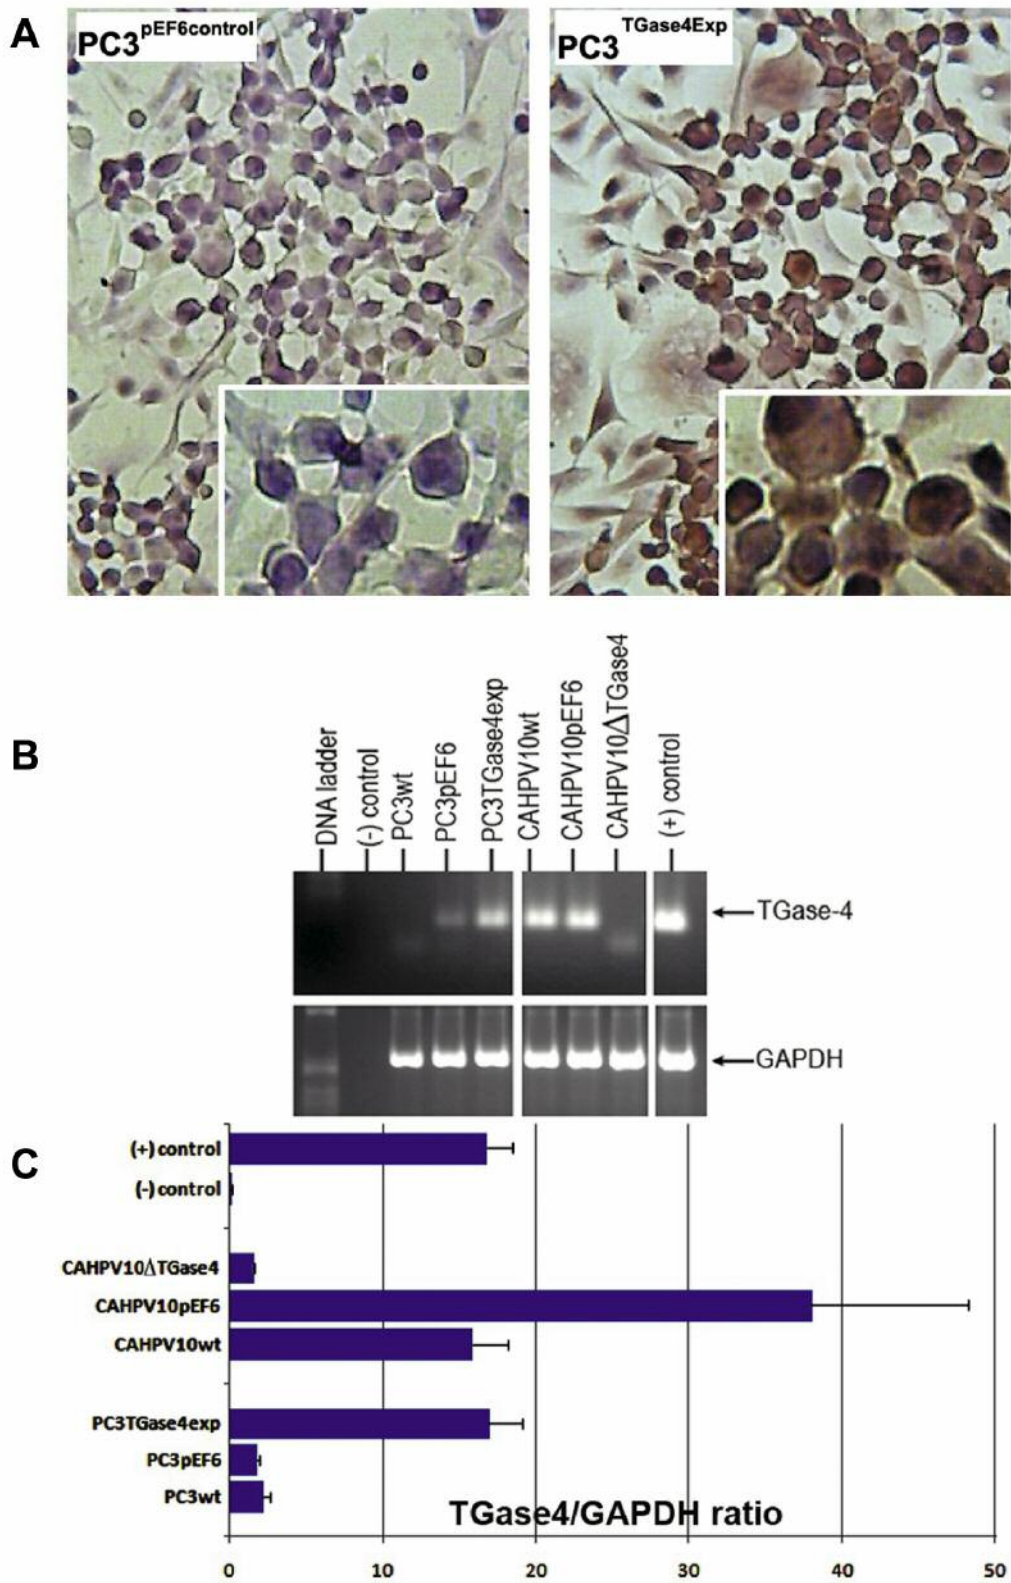 A
PC3pEF6control
PC3TGase4Exp
B
DNA ladder
(-) control
PC3wt
PC3pEF6
PC3TGase4exp
CAHPV10wt
CAHPV10pEF6
CAHPV10ΔTGase4
(+) control
TGase-4
GAPDH
C
(+) control
(-) control
CAHPV10ΔTGase4
CAHPV10pEF6
CAHPV10wt
PC3TGase4exp
PC3pEF6
PC3wt
TGase4/GAPDH ratio
0 10 20 30 40 50